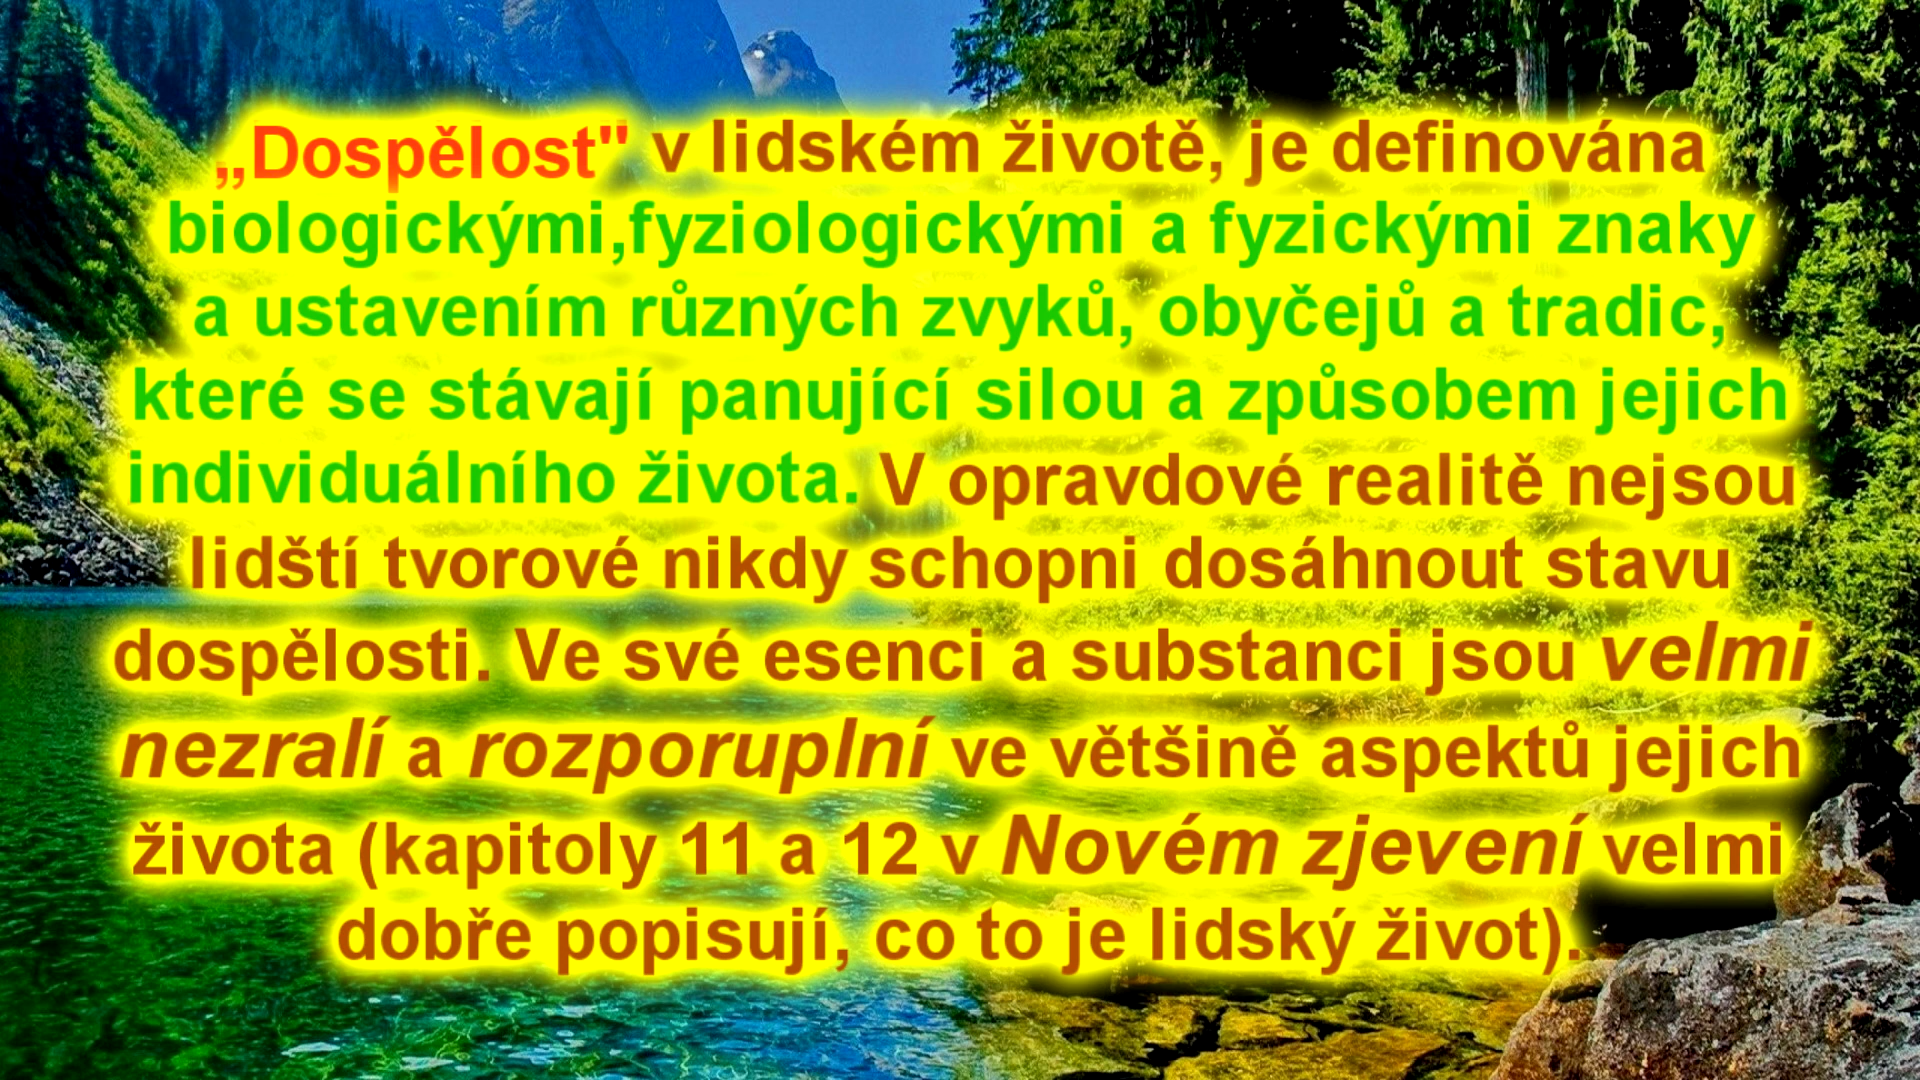 „Dospělost" v lidském životě, je definována
biologickými,fyziologickými a fyzickými znaky
a ustavením různých zvyků, obyčejů a tradic,
které se stávají panující silou a způsobem jejich
individuálního života. V opravdové realitě nejsou
lidští tvorové nikdy schopni dosáhnout stavu
dospělosti. Ve své esenci a substanci jsou velmi
nezralí a rozporuplní ve většině aspektů jejich
života (kapitoly 11 a 12 v Novém zjevení velmi
dobře popisují, co to je lidský život).